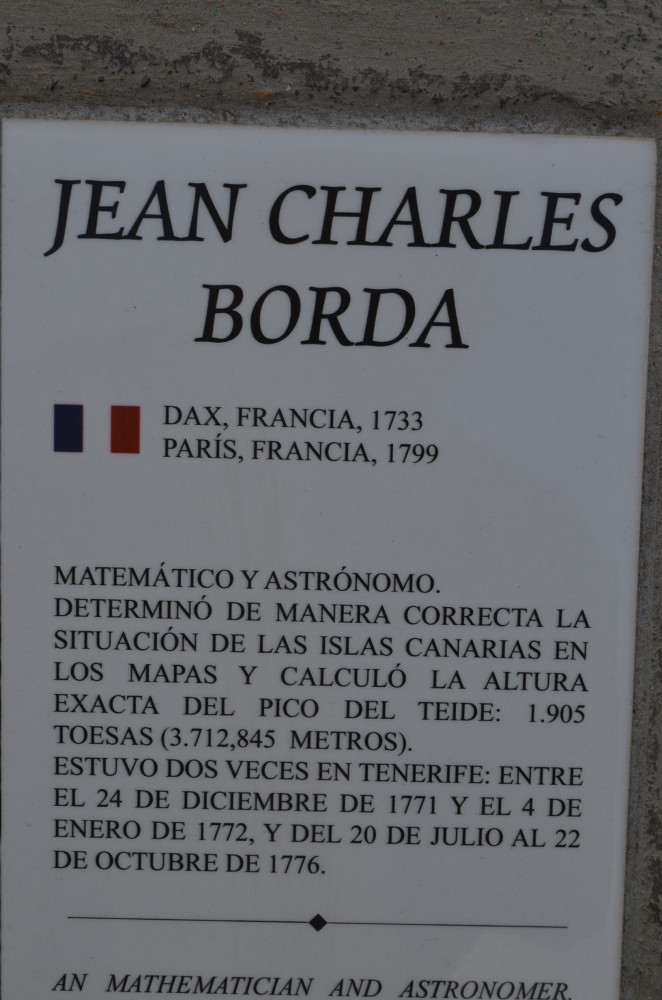 JEAN CHARLES
BORDA
DAX, FRANCIA, 1733
PARÍS, FRANCIA, 1799
MATEMÁTICO Y ASTRÓNOMO.
DETERMINÓ DE MANERA CORRECTA LA
SITUACIÓN DE LAS ISLAS CANARIAS EN
LOS MAPAS Y CALCULÓ LA ALTURA
EXACTA DEL PICO DEL TEIDE: 1.905
TOESAS (3.712,845 METROS).
ESTUVO DOS VECES EN TENERIFE: ENTRE
EL 24 DE DICIEMBRE DE 1771 Y EL 4 DE
ENERO DE 1772, Y DEL 20 DE JULIO AL 22
DE OCTUBRE DE 1776.
AN MATHEMATICIAN AND ASTRONOMER.